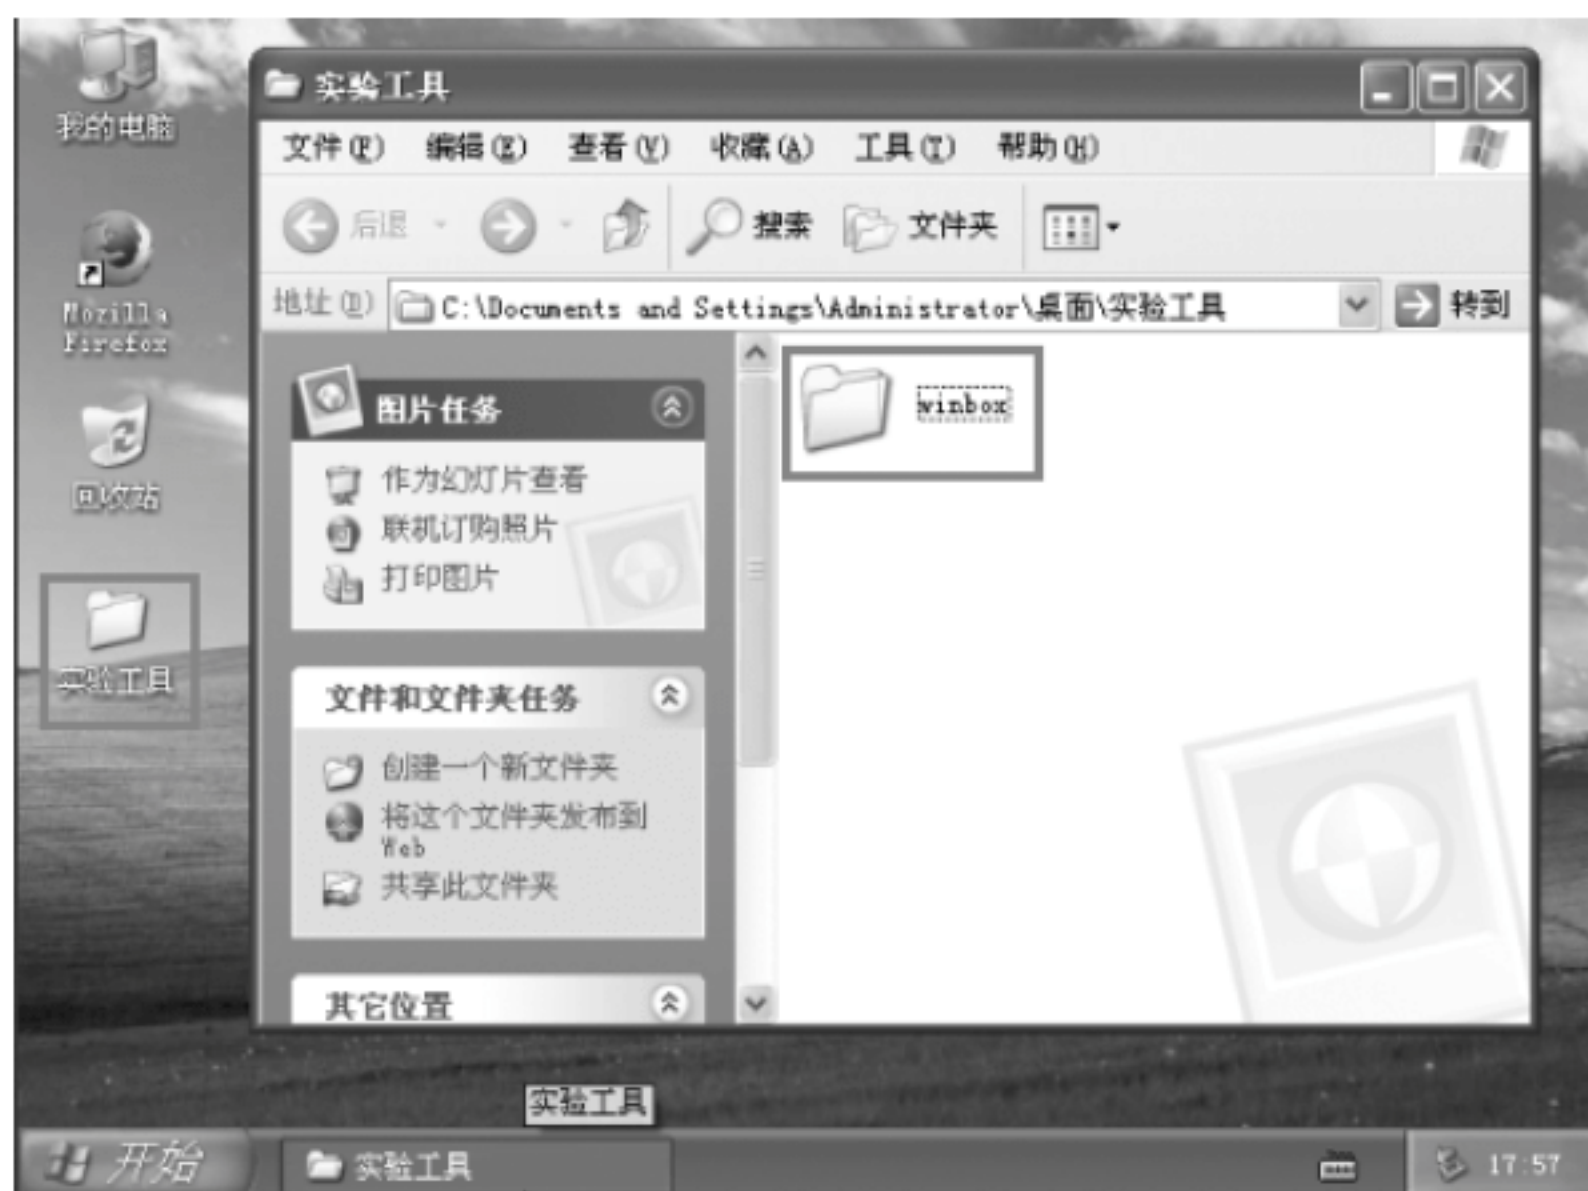 我的电脑
Mozilla
Firefox
回收站
实验工具
实验工具
文件(F) 编辑(E) 查看(V) 收藏(A) 工具(T) 帮助(H)
后退 搜索 文件夹
地址(D) C:\Documents and Settings\Administrator\桌面\实验工具 转到
图片任务
作为幻灯片查看
联机订购照片
打印图片
文件和文件夹任务
创建一个新文件夹
将这个文件夹发布到
Web
共享此文件夹
其它位置
winbox
实验工具
开始 实验工具 17:57